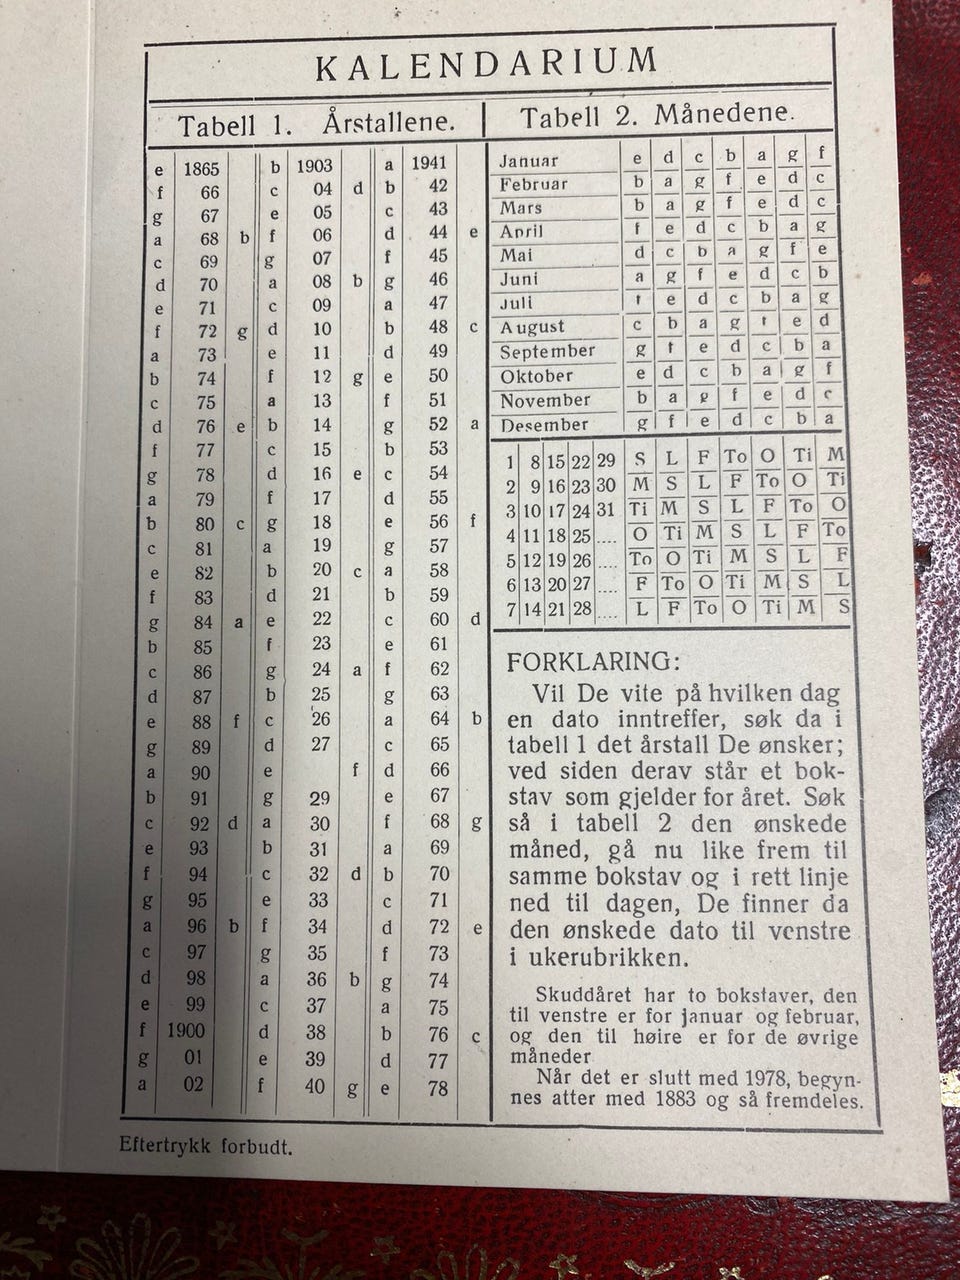 KALENDARIUM
Tabell 1. Årstallene.
Tabell 2. Månedene.
e 1865 b 1903 a 1941
f 66 c 04 d b 42
g 67 e 05 c 43
a 68 b f 06 d 44 e
c 69 g 07 f 45
d 70 a 08 b g 46
e 71 c 09 a 47
f 72 g d 10 b 48 c
a 73 e 11 d 49
b 74 f 12 g e 50
c 75 a 13 f 51
d 76 e b 14 g 52 a
f 77 c 15 b 53
g 78 d 16 e c 54
a 79 f 17 d 55
b 80 c g 18 e 56 f
c 81 a 19 g 57
e 82 b 20 c a 58
f 83 d 21 b 59
g 84 a e 22 c 60 d
b 85 f 23 e 61
c 86 g 24 a f 62
d 87 b 25 g 63
e 88 f c 26 a 64 b
g 89 d 27 c 65
a 90 e f d 66
b 91 g 29 e 67
c 92 d a 30 f 68 g
e 93 b 31 a 69
f 94 c 32 d b 70
g 95 e 33 c 71
a 96 b f 34 d 72 e
c 97 g 35 f 73
d 98 a 36 b g 74
e 99 c 37 a 75
f 1900 d 38 b 76 c
g 01 e 39 d 77
a 02 f 40 g e 78
Januar e d c b a g f
Februar b a g f e d c
Mars b a g f e d c
April f e d c b a g
Mai d c b a g f e
Juni a g f e d c b
Juli f e d c b a g
August c b a g f e d
September g f e d c b a
Oktober e d c b a g f
November b a g f e d c
Desember g f e d c b a
1 8 15 22 29 S L F To O Ti M
2 9 16 23 30 M S L F To O Ti
3 10 17 24 31 Ti M S L F To O
4 11 18 25 .... O Ti M S L F To
5 12 19 26 .... To O Ti M S L F
6 13 20 27 .... F To O Ti M S L
7 14 21 28 .... L F To O Ti M S
FORKLARING:
Vil De vite på hvilken dag
en dato inntreffer, søk da i
tabell 1 det årstall De ønsker;
ved siden derav står et bok-
stav som gjelder for året. Søk
så i tabell 2 den ønskede
måned, gå nu like frem til
samme bokstav og i rett linje
ned til dagen, De finner da
den ønskede dato til venstre
i ukerubrikken.
Skuddåret har to bokstaver, den
til venstre er for januar og februar,
og den til høire er for de øvrige
måneder
Når det er slutt med 1978, begyn-
nes atter med 1883 og så fremdeles.
Eftertrykk forbudt.